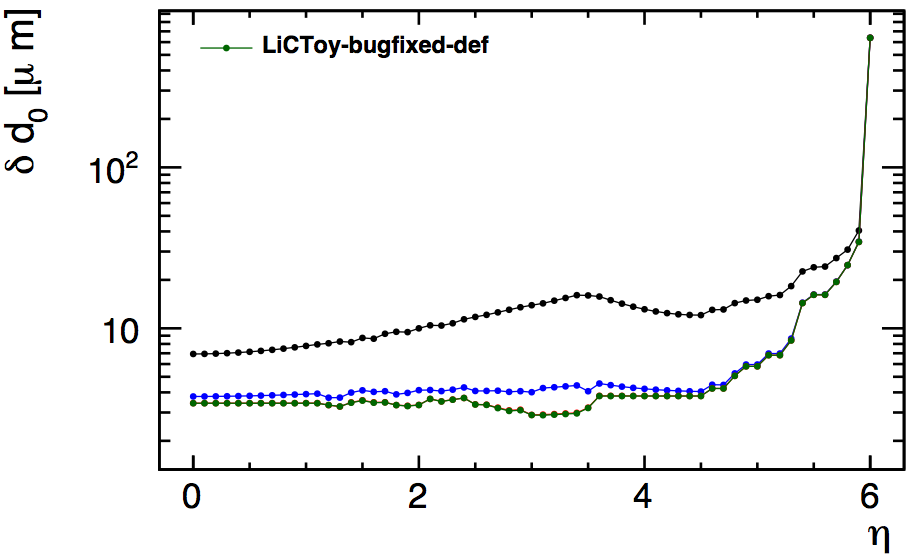 δ d₀ [μ m]
LiCToy-bugfixed-def
10²
10
0 2 4 6
η